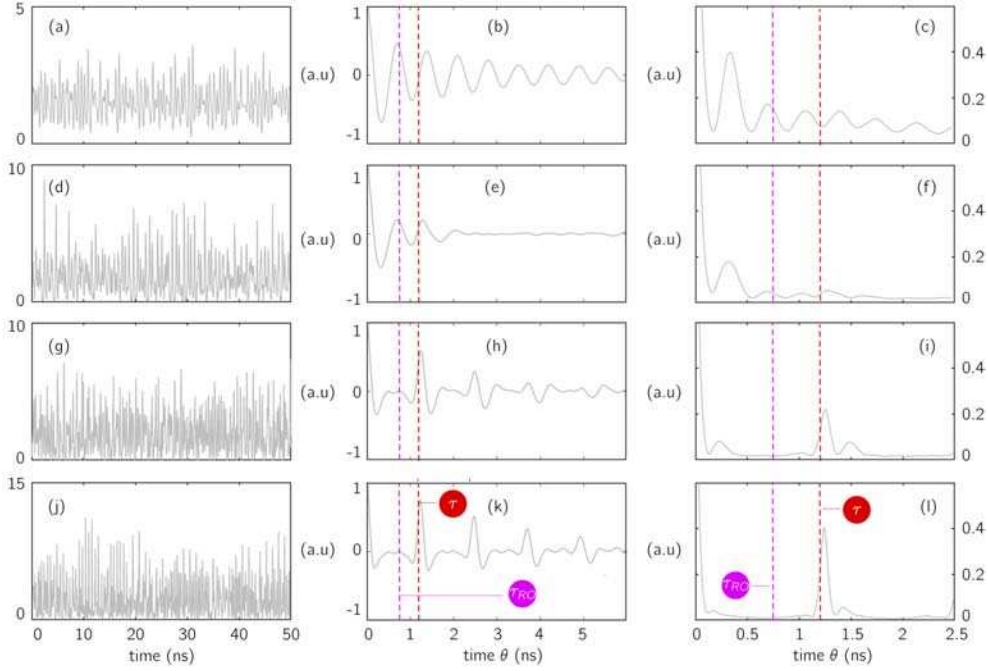 5
(a)
0
1
(b)
(a.u)
0
-1
(c)
(a.u)
0.4
0.2
0
10
(d)
0
1
(e)
(a.u)
0
-1
(f)
(a.u)
0.4
0.2
0
10
(g)
0
1
(h)
(a.u)
0
-1
(i)
(a.u)
0.4
0.2
0
15
(j)
0
1
(k)
(a.u)
0
-1
τ
τRO
(l)
(a.u)
0.4
0.2
0
τ
τRO
0 10 20 30 40 50
time (ns)
0 1 2 3 4 5
time θ (ns)
0 0.5 1 1.5 2 2.5
time θ (ns)